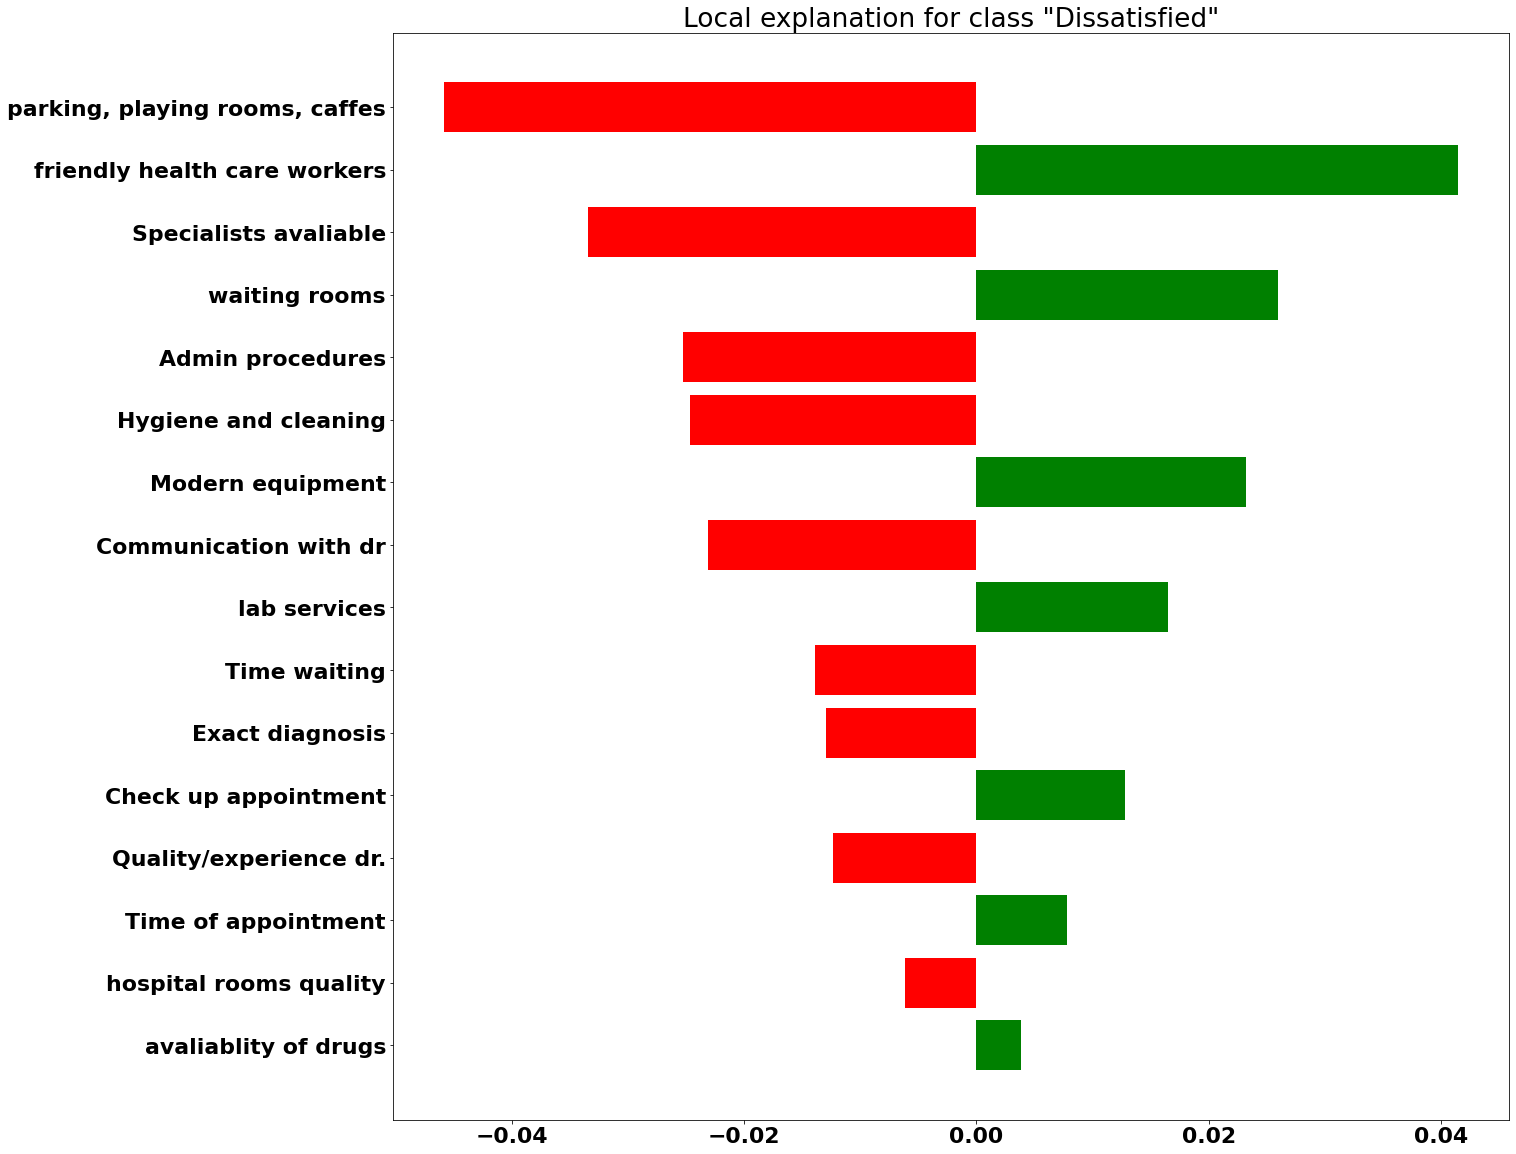 Local explanation for class "Dissatisfied"
parking, playing rooms, caffes
friendly health care workers
Specialists avaliable
waiting rooms
Admin procedures
Hygiene and cleaning
Modern equipment
Communication with dr
lab services
Time waiting
Exact diagnosis
Check up appointment
Quality/experience dr.
Time of appointment
hospital rooms quality
avaliablity of drugs
−0.04 −0.02 0.00 0.02 0.04